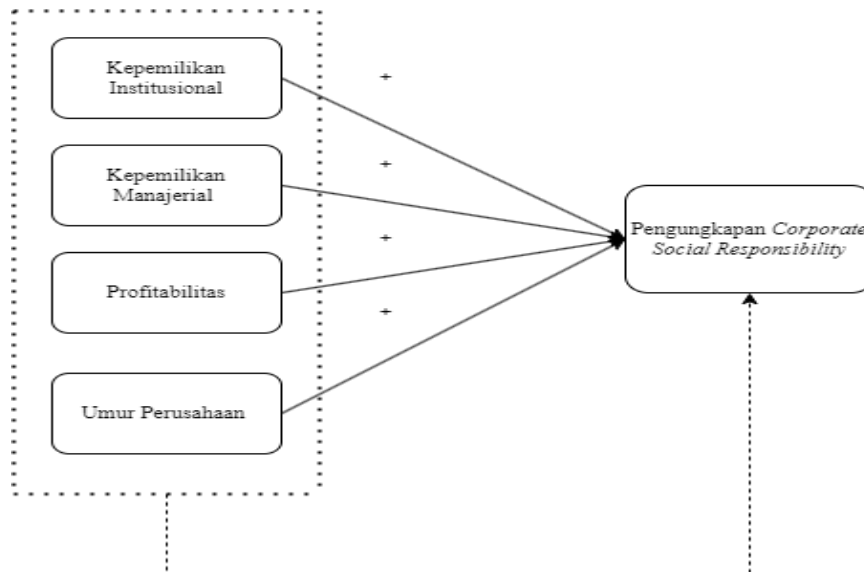 Kepemilikan
Institusional
+
Kepemilikan
Manajerial
+
Pengungkapan Corporate
Social Responsibility
+
Profitabilitas
+
Umur Perusahaan